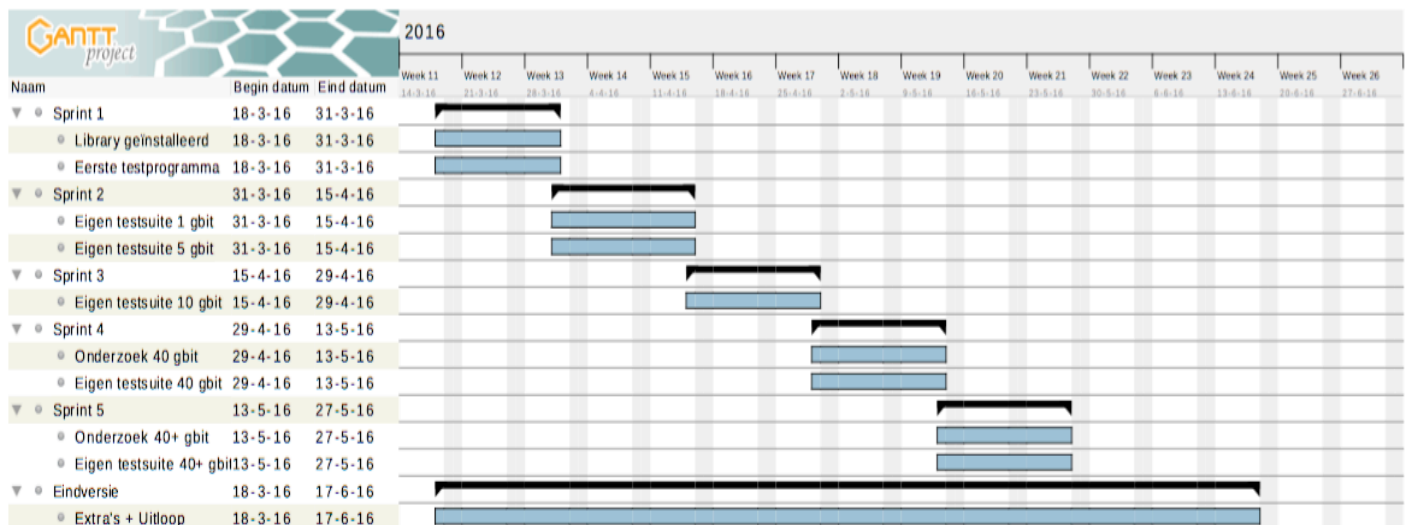 GANTT
project
2016
Week 11 Week 12 Week 13 Week 14 Week 15 Week 16 Week 17 Week 18 Week 19 Week 20 Week 21 Week 22 Week 23 Week 24 Week 25 Week 26
14-3-16 21-3-16 28-3-16 4-4-16 11-4-16 18-4-16 25-4-16 2-5-16 9-5-16 16-5-16 23-5-16 30-5-16 6-6-16 13-6-16 20-6-16 27-6-16
Naam Begin datum Eind datum
Sprint 1 18-3-16 31-3-16
Library geïnstalleerd 18-3-16 31-3-16
Eerste testprogramma 18-3-16 31-3-16
Sprint 2 31-3-16 15-4-16
Eigen testsuite 1 gbit 31-3-16 15-4-16
Eigen testsuite 5 gbit 31-3-16 15-4-16
Sprint 3 15-4-16 29-4-16
Eigen testsuite 10 gbit 15-4-16 29-4-16
Sprint 4 29-4-16 13-5-16
Onderzoek 40 gbit 29-4-16 13-5-16
Eigen testsuite 40 gbit 29-4-16 13-5-16
Sprint 5 13-5-16 27-5-16
Onderzoek 40+ gbit 13-5-16 27-5-16
Eigen testsuite 40+ gbit 13-5-16 27-5-16
Eindversie 18-3-16 17-6-16
Extra's + Uitloop 18-3-16 17-6-16